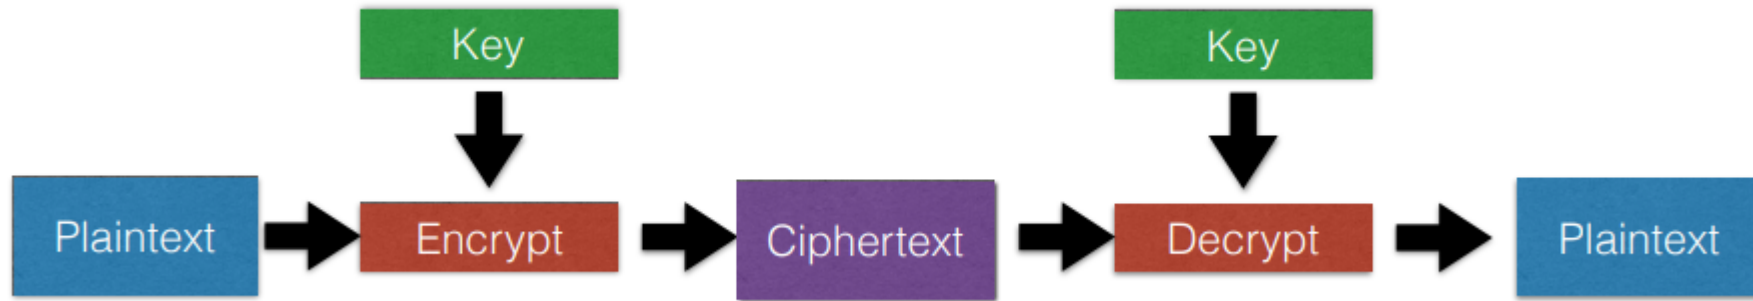 Key
Key
Plaintext
Encrypt
Ciphertext
Decrypt
Plaintext